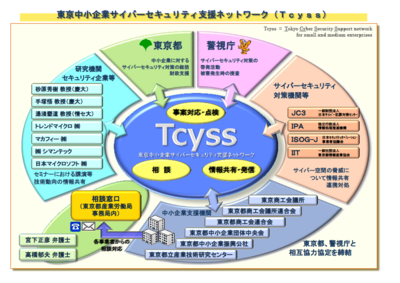 東京中小企業サイバーセキュリティ支援ネットワーク（Tcyss）
Tcyss = Tokyo Cyber Security Support network
for small and medium enterprises
東京都
中小企業に対する
サイバーセキュリティ対策の総括
財政支援
警視庁
サイバーセキュリティ対策の
啓発活動
被害発生時の捜査
研究機関
セキュリティ企業等
砂原秀樹 教授(慶大)
手塚悟 教授(慶大)
湯淺墾道 教授(情セ大)
トレンドマイクロ ㈱
マカフィー ㈱
㈱ シマンテック
日本マイクロソフト ㈱
セミナーにおける講演等
技術動向の情報共有
サイバーセキュリティ
対策機関等
JC3
IPA
ISOG-J
IIT
サイバー空間の脅威に
ついて情報共有
連携対処
事案対応・点検
Tcyss
東京中小企業サイバーセキュリティ支援ネットワーク
相 談
情報共有・発信
相談窓口
(東京都産業労働局
事務局内)
宮下正彦 弁護士
高橋郁夫 弁護士
各事業者からの
相談対応
中小企業支援機関
東京商工会議所
東京都商工会議所連合会
東京都商工会連合会
東京都中小企業団体中央会
東京都中小企業振興公社
東京都立産業技術研究センター
東京都、警視庁と
相互協力協定を締結